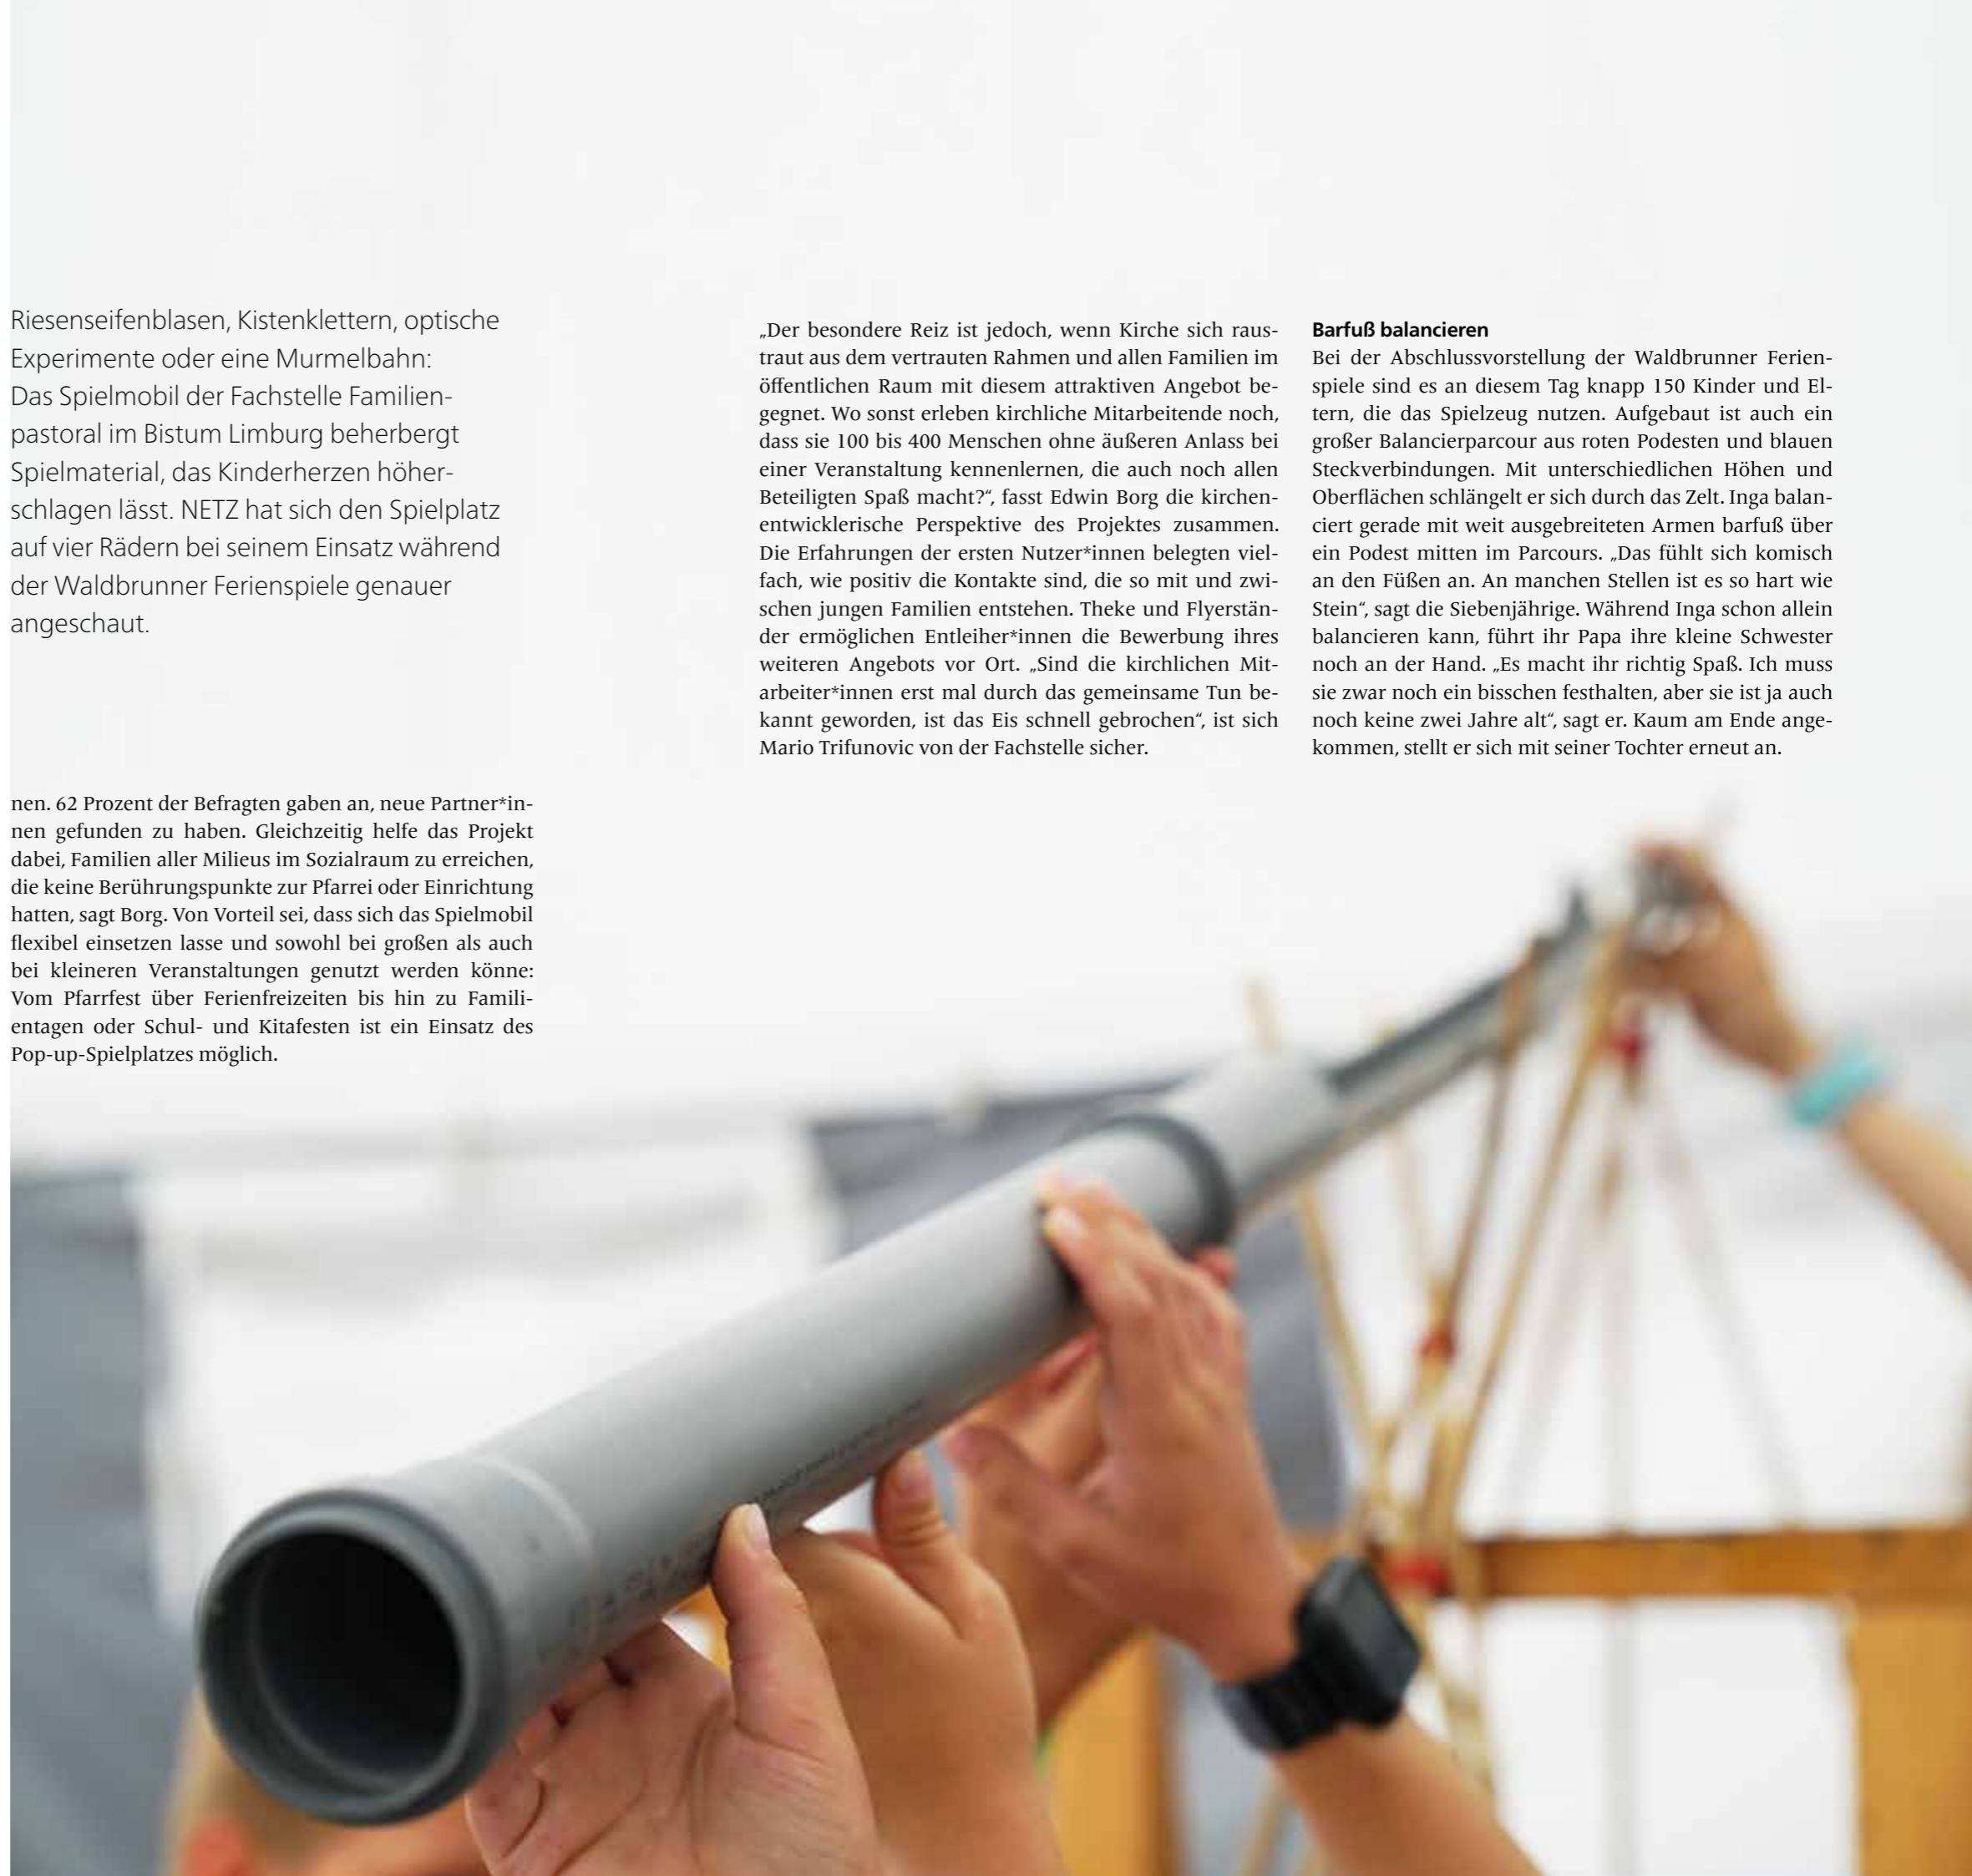 Riesenseifenblasen, Kistenklettern, optische
Experimente oder eine Murmelbahn:
Das Spielmobil der Fachstelle Familien-
pastoral im Bistum Limburg beherbergt
Spielmaterial, das Kinderherzen höher-
schlagen lässt. NETZ hat sich den Spielplatz
auf vier Rädern bei seinem Einsatz während
der Waldbrunner Ferienspiele genauer
angeschaut.
nen. 62 Prozent der Befragten gaben an, neue Partner*in-
nen gefunden zu haben. Gleichzeitig helfe das Projekt
dabei, Familien aller Milieus im Sozialraum zu erreichen,
die keine Berührungspunkte zur Pfarrei oder Einrichtung
hatten, sagt Borg. Von Vorteil sei, dass sich das Spielmobil
flexibel einsetzen lasse und sowohl bei großen als auch
bei kleineren Veranstaltungen genutzt werden könne:
Vom Pfarrfest über Ferienfreizeiten bis hin zu Famili-
entagen oder Schul- und Kitafesten ist ein Einsatz des
Pop-up-Spielplatzes möglich.
„Der besondere Reiz ist jedoch, wenn Kirche sich raus-
traut aus dem vertrauten Rahmen und allen Familien im
öffentlichen Raum mit diesem attraktiven Angebot be-
gegnet. Wo sonst erleben kirchliche Mitarbeitende noch,
dass sie 100 bis 400 Menschen ohne äußeren Anlass bei
einer Veranstaltung kennenlernen, die auch noch allen
Beteiligten Spaß macht?“, fasst Edwin Borg die kirchen-
entwicklerische Perspektive des Projektes zusammen.
Die Erfahrungen der ersten Nutzer*innen belegten viel-
fach, wie positiv die Kontakte sind, die so mit und zwi-
schen jungen Familien entstehen. Theke und Flyerstän-
der ermöglichen Entleiher*innen die Bewerbung ihres
weiteren Angebots vor Ort. „Sind die kirchlichen Mit-
arbeiter*innen erst mal durch das gemeinsame Tun be-
kannt geworden, ist das Eis schnell gebrochen“, ist sich
Mario Trifunovic von der Fachstelle sicher.
Barfuß balancieren
Bei der Abschlussvorstellung der Waldbrunner Ferien-
spiele sind es an diesem Tag knapp 150 Kinder und El-
tern, die das Spielzeug nutzen. Aufgebaut ist auch ein
großer Balancierparcour aus roten Podesten und blauen
Steckverbindungen. Mit unterschiedlichen Höhen und
Oberflächen schlängelt er sich durch das Zelt. Inga balan-
ciert gerade mit weit ausgebreiteten Armen barfuß über
ein Podest mitten im Parcours. „Das fühlt sich komisch
an den Füßen an. An manchen Stellen ist es so hart wie
Stein“, sagt die Siebenjährige. Während Inga schon allein
balancieren kann, führt ihr Papa ihre kleine Schwester
noch an der Hand. „Es macht ihr richtig Spaß. Ich muss
sie zwar noch ein bisschen festhalten, aber sie ist ja auch
noch keine zwei Jahre alt“, sagt er. Kaum am Ende ange-
kommen, stellt er sich mit seiner Tochter erneut an.